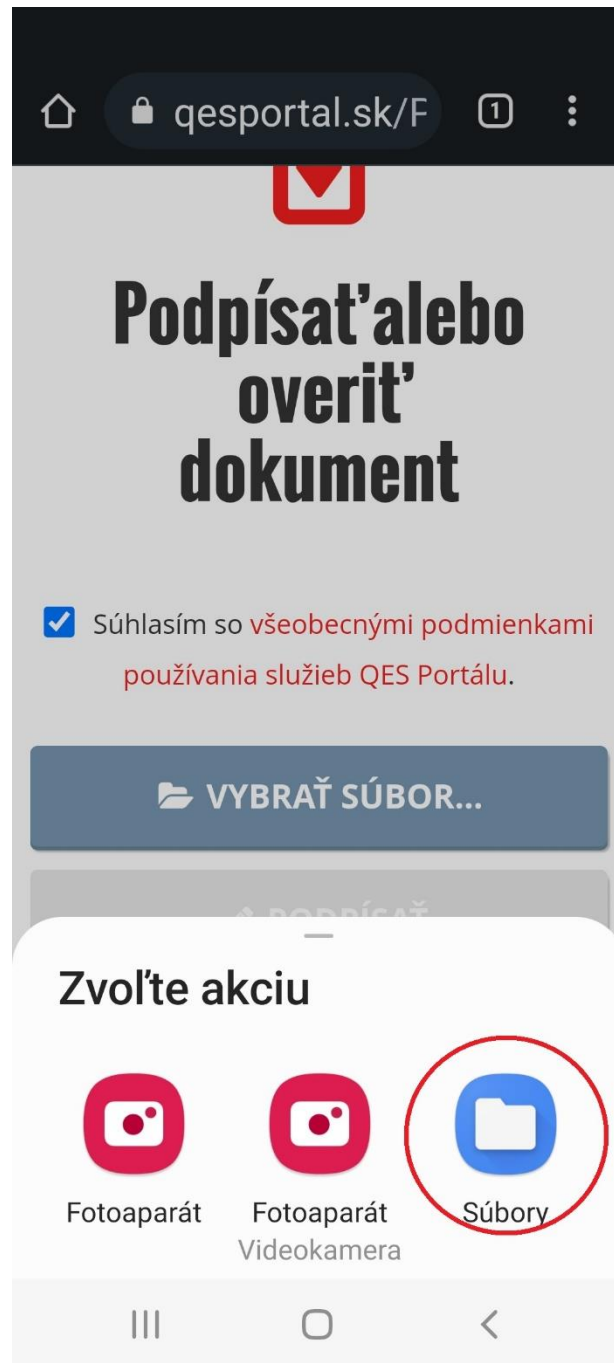 qesportal.sk/F
1
Podpísať alebo
overiť
dokument
Súhlasím so všeobecnými podmienkami
používania služieb QES Portálu.
VYBRAŤ SÚBOR...
PODPÍSAŤ
Zvoľte akciu
Fotoaparát
Fotoaparát
Videokamera
Súbory